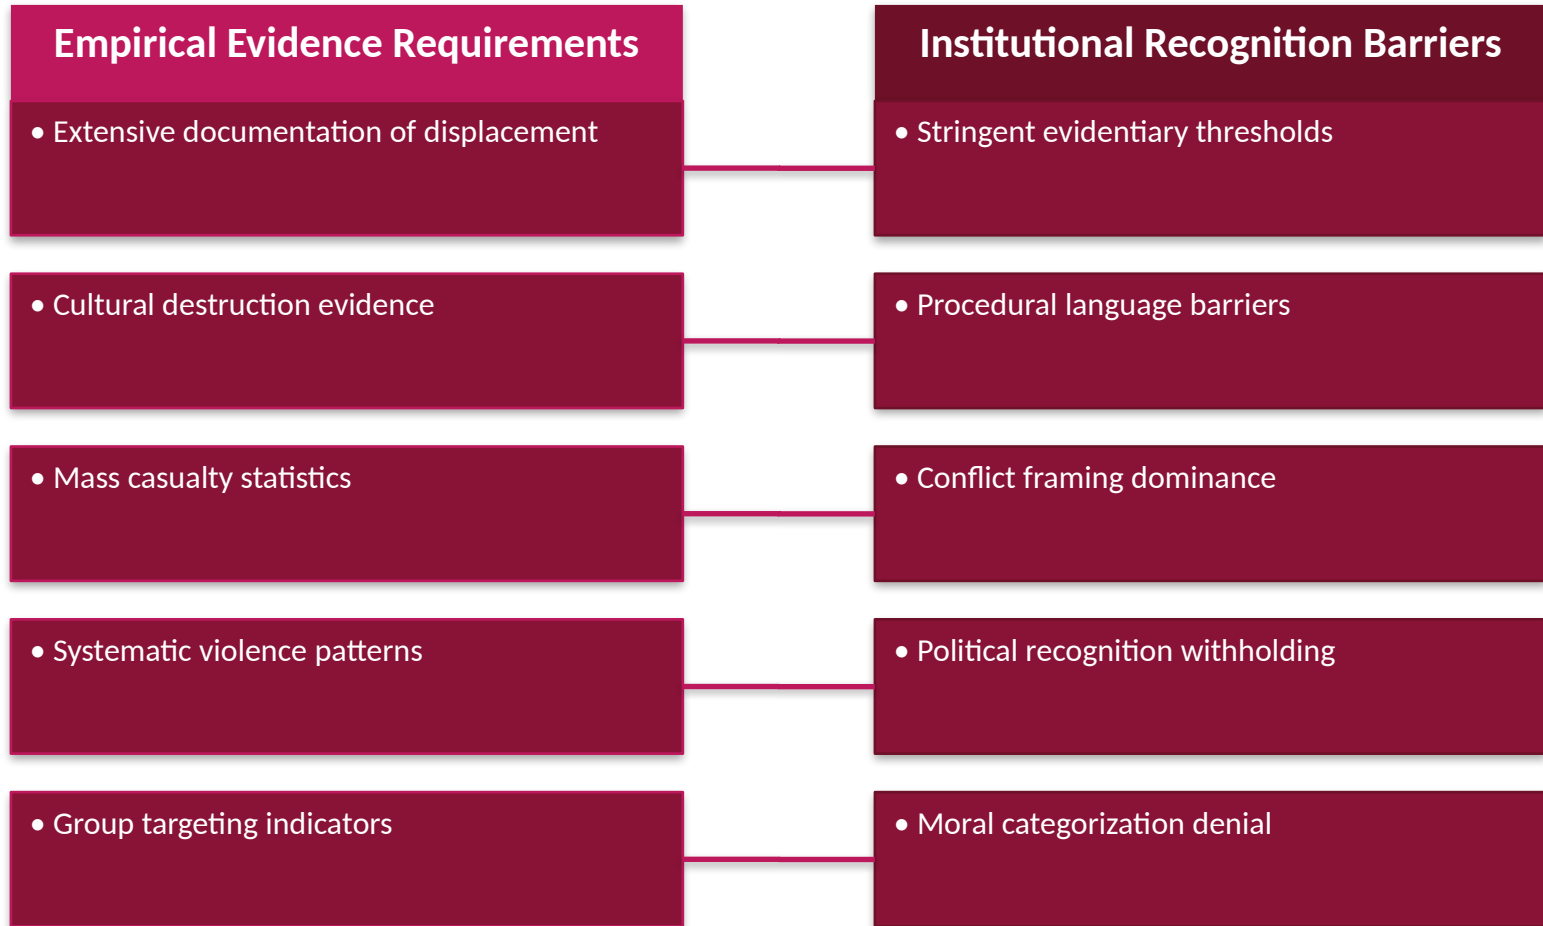 Empirical Evidence Requirements
Institutional Recognition Barriers
• Extensive documentation of displacement
• Stringent evidentiary thresholds
• Cultural destruction evidence
• Procedural language barriers
• Mass casualty statistics
• Conflict framing dominance
• Systematic violence patterns
• Political recognition withholding
• Group targeting indicators
• Moral categorization denial